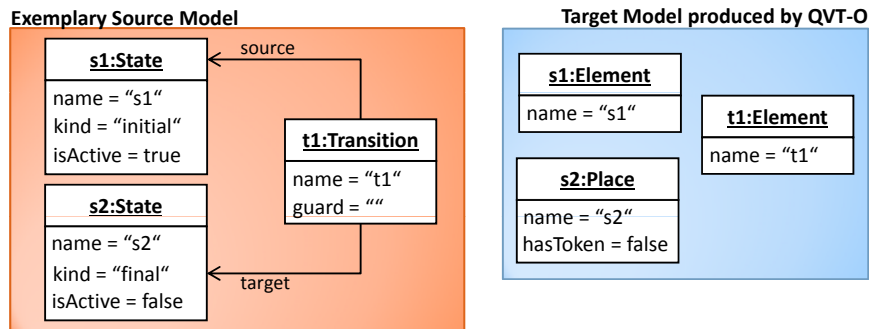 Exemplary Source Model
s1:State
name = “s1“
kind = “initial“
isActive = true
s2:State
name = “s2“
kind = “final“
isActive = false
source
t1:Transition
name = “t1“
guard = ““
target
Target Model produced by QVT-O
s1:Element
name = “s1“
t1:Element
name = “t1“
s2:Place
name = “s2“
hasToken = false